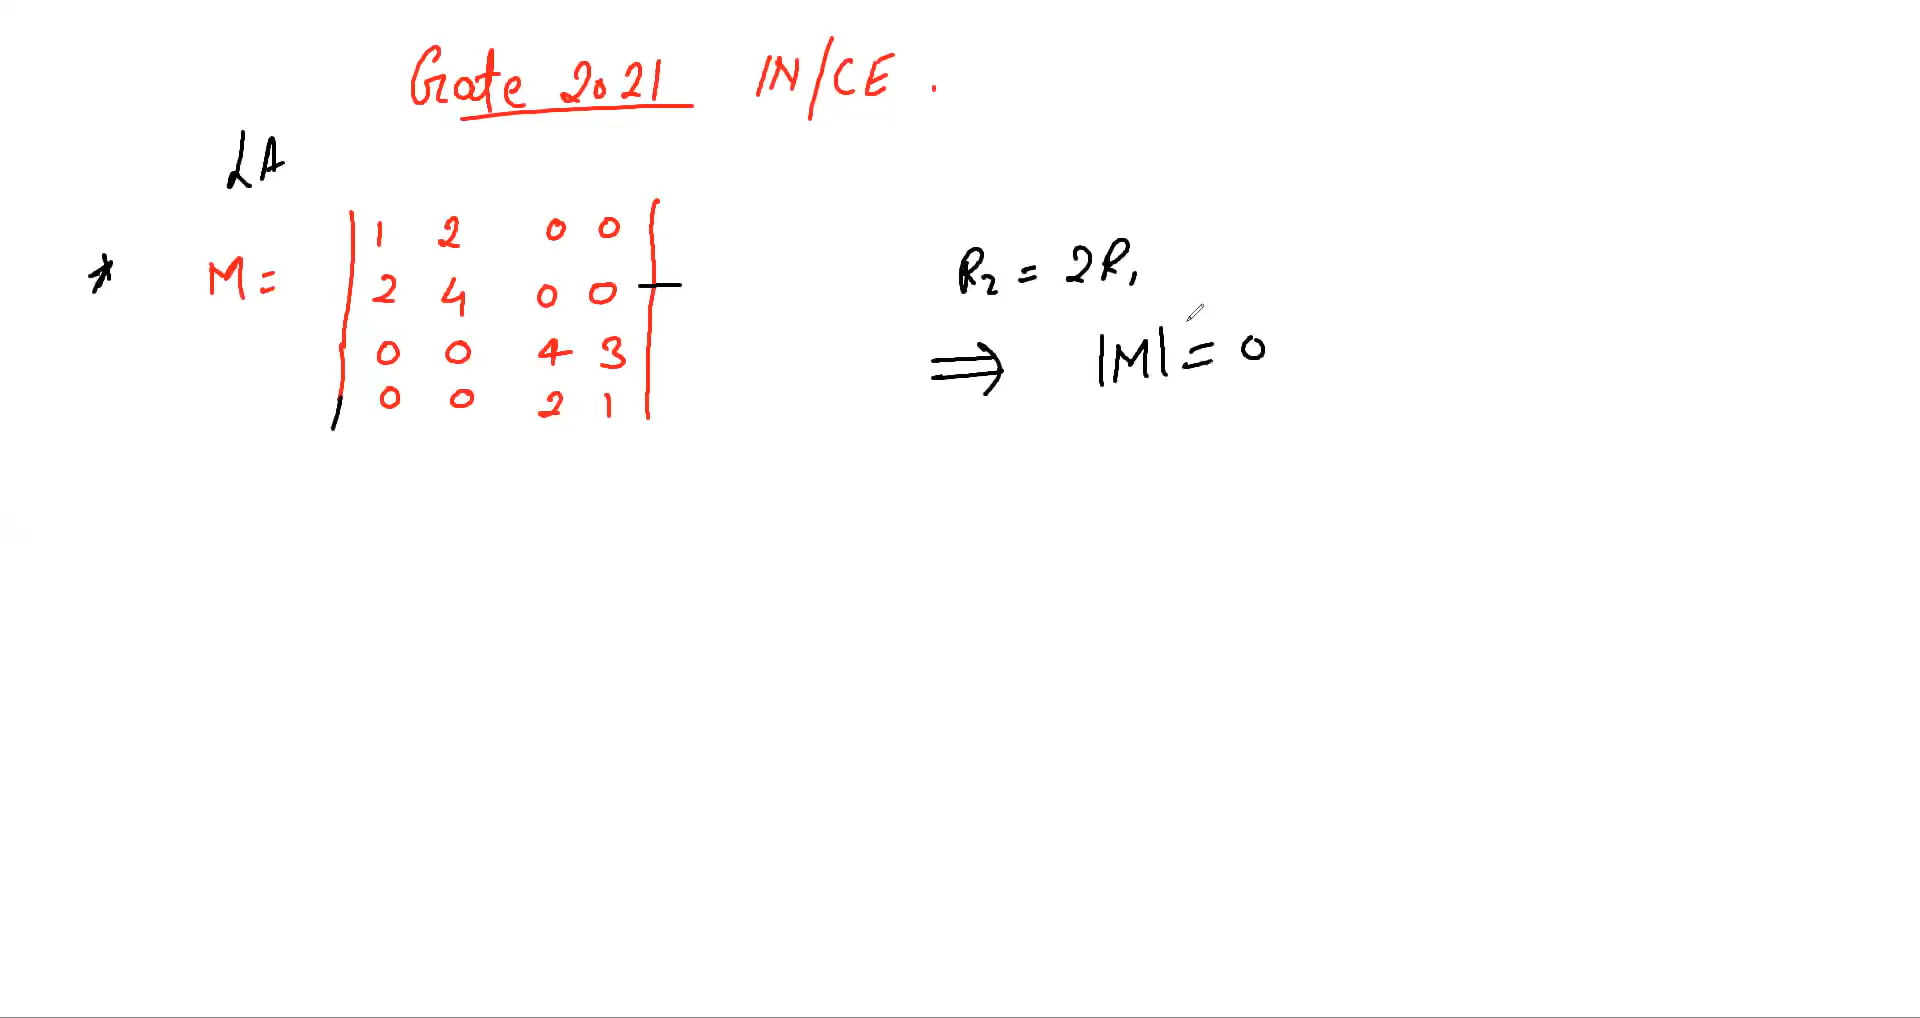 Gate 2021 IN/CE.
LA
* M = | 1 2 0 0 |
2 4 0 0
0 0 4 3
0 0 2 1
R₂ = 2R₁
⟹ |M| = 0